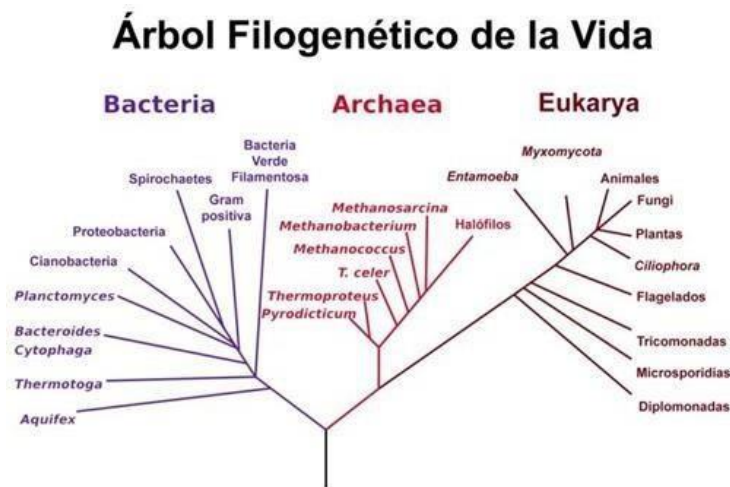 Árbol Filogenético de la Vida
Bacteria
Archaea
Eukarya
Bacteria
Verde
Filamentosa
Spirochaetes
Gram
positiva
Proteobacteria
Cianobacteria
Planctomyces
Bacteroides
Cytophaga
Thermotoga
Aquifex
Methanosarcina
Methanobacterium
Halófilos
Methanococcus
T. celer
Thermoproteus
Pyrodicticum
Myxomycota
Entamoeba
Animales
Fungi
Plantas
Ciliophora
Flagelados
Tricomonadas
Microsporidias
Diplomonadas